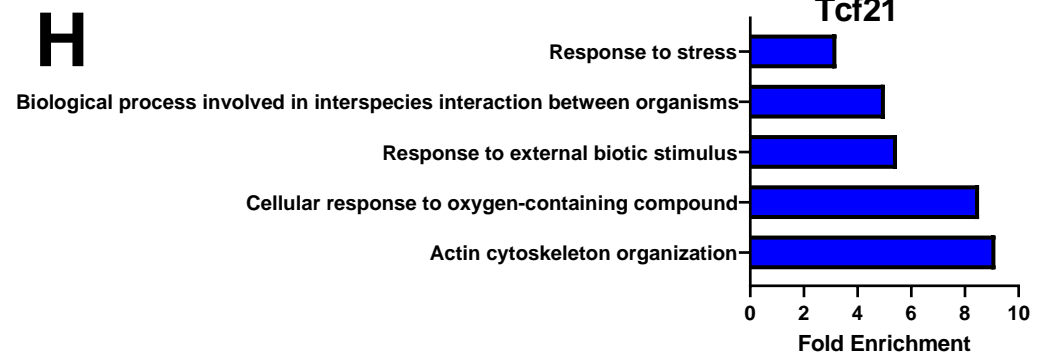 H
Tcf21
Response to stress
Biological process involved in interspecies interaction between organisms
Response to external biotic stimulus
Cellular response to oxygen-containing compound
Actin cytoskeleton organization
0 2 4 6 8 10
Fold Enrichment